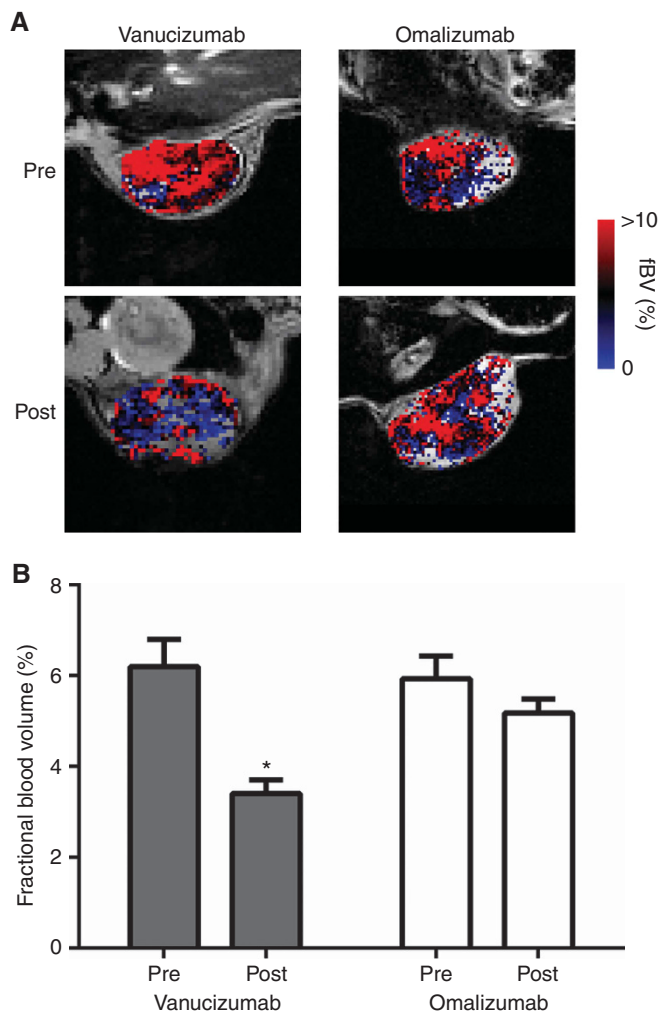 A
Vanucizumab Omalizumab
Pre
>10
fBV (%)
0
Post
B
Fractional blood volume (%)
8
6
4
2
0
*
Pre Post Pre Post
Vanucizumab Omalizumab